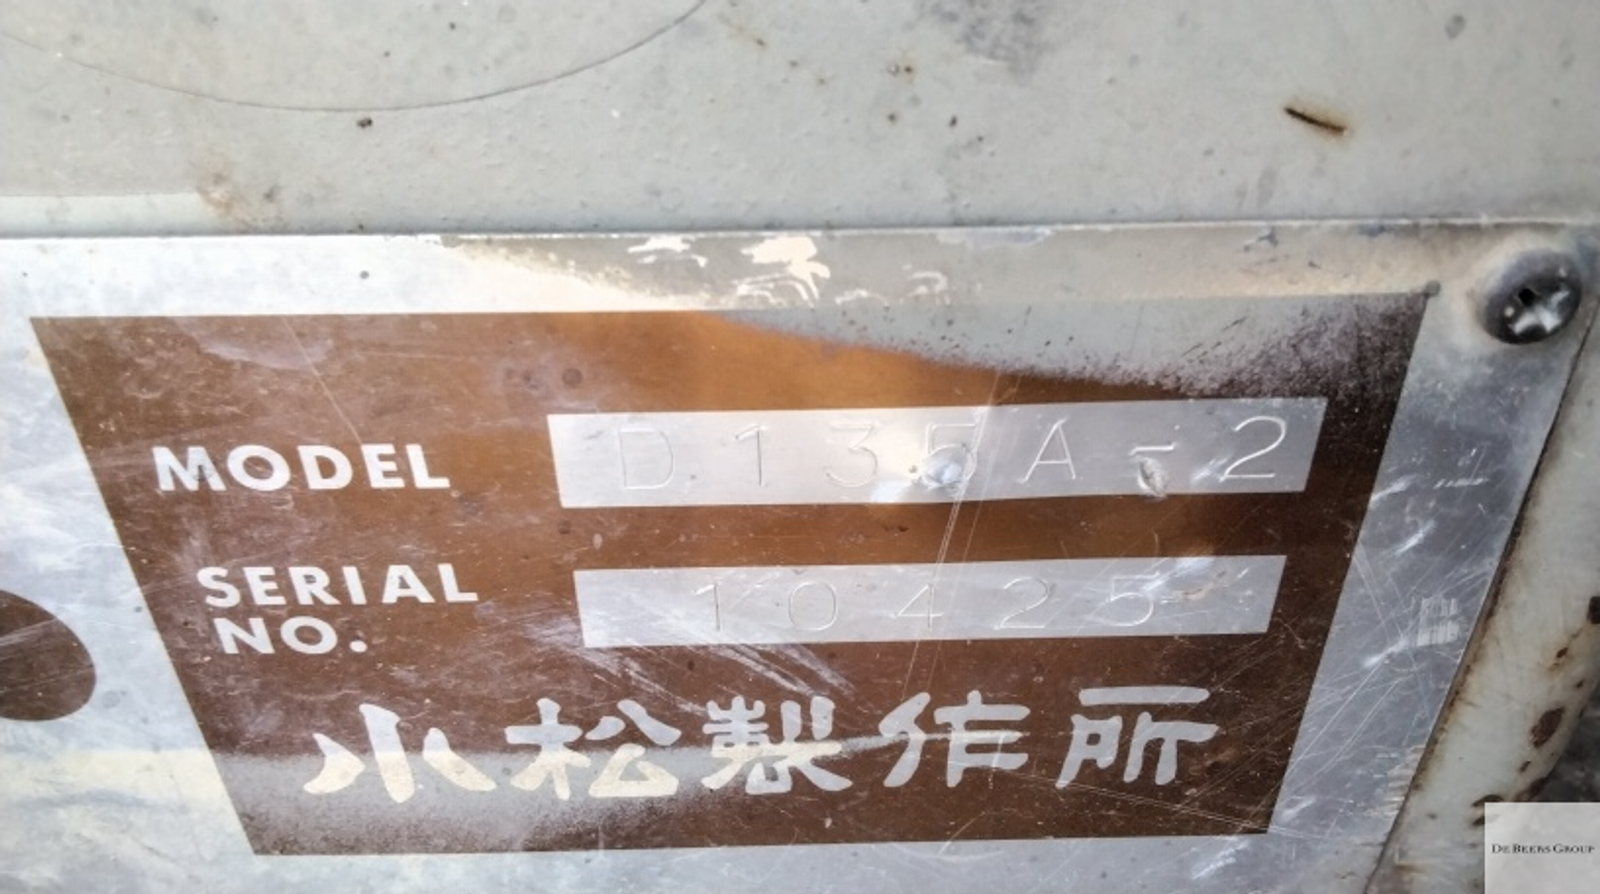 MODEL D135A-2
SERIAL NO. 10425
小松製作所
DE BEERS GROUP